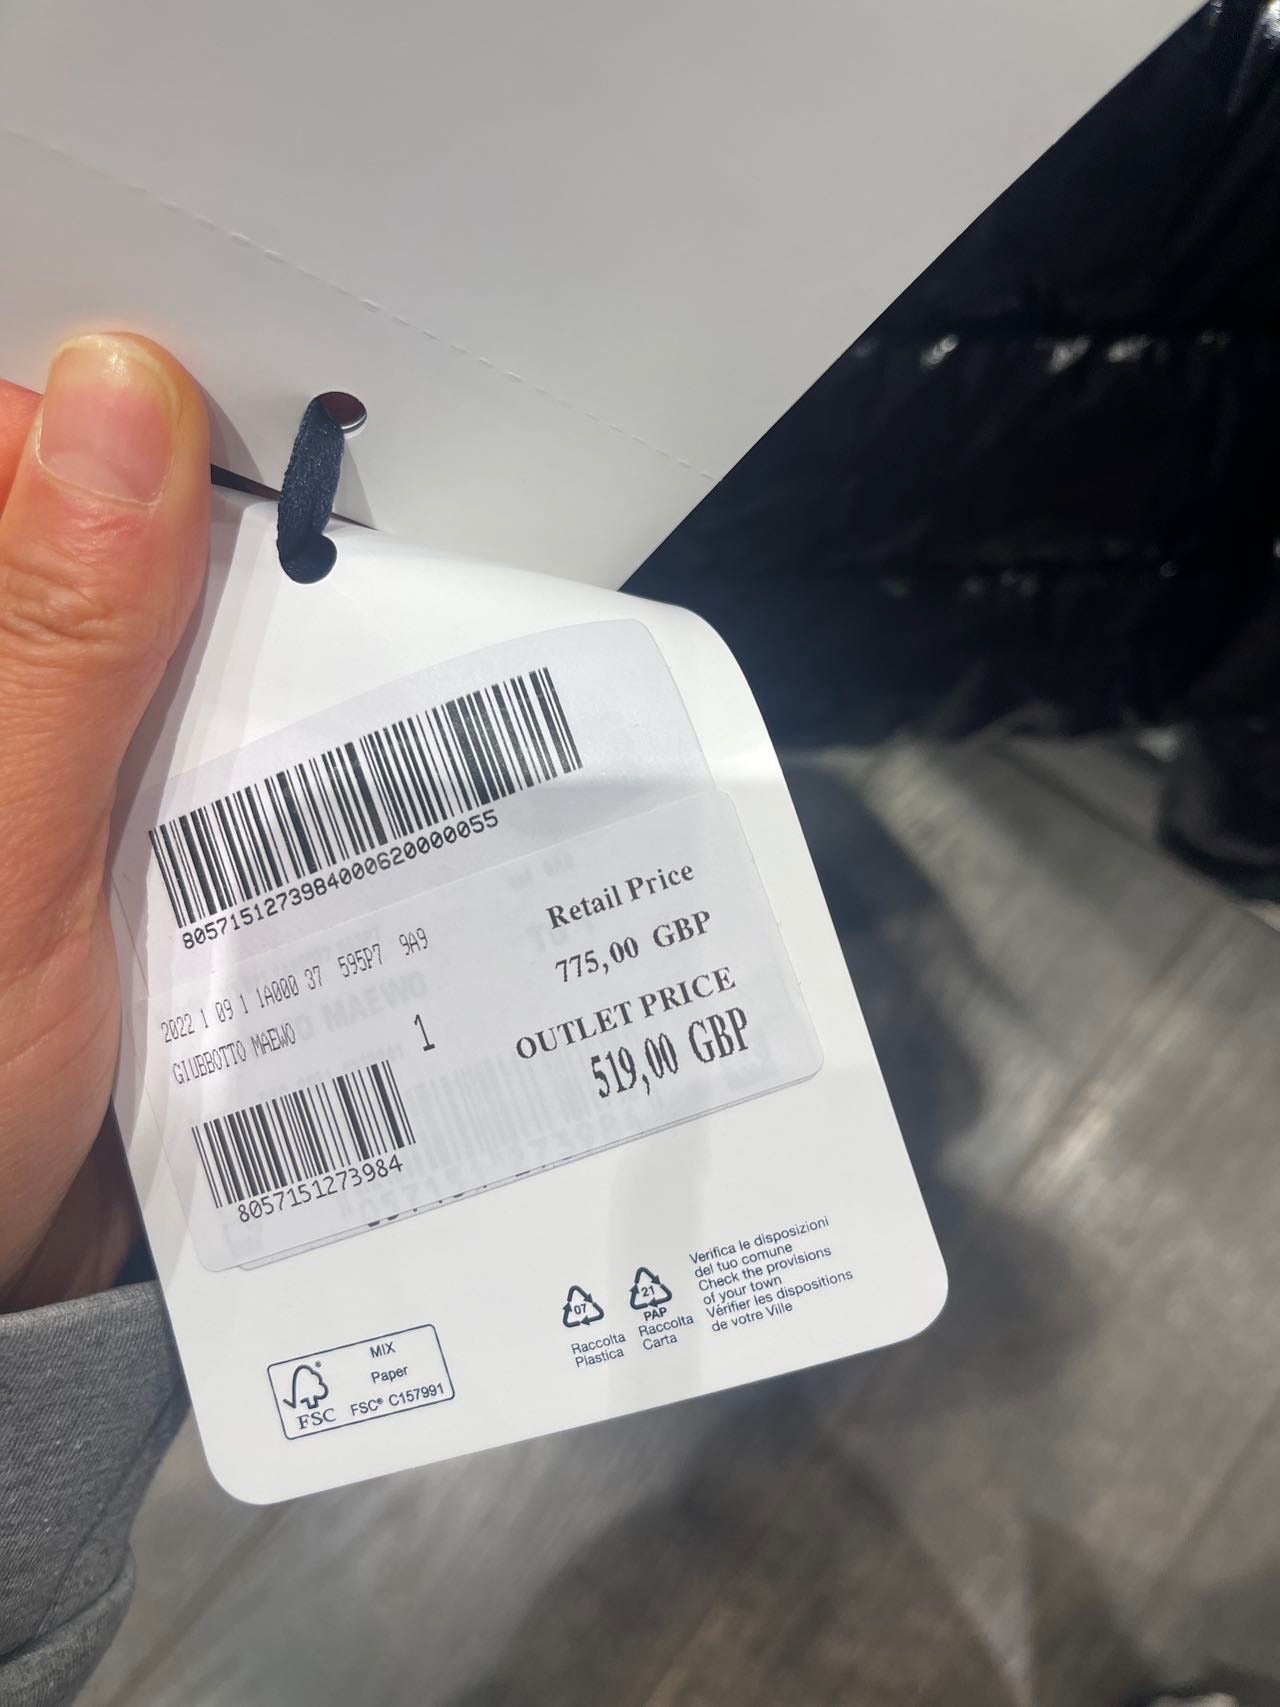 8057151273984000620000055
2022 1 09 1 1A000 37 595P7 9A9
GIUBBOTTO MAEWO
1
8057151273984
Retail Price
775,00 GBP
OUTLET PRICE
519,00 GBP
07
Raccolta
Plastica
21
PAP
Raccolta
Carta
Verifica le disposizioni
del tuo comune
Check the provisions
of your town
Vérifier les dispositions
de votre Ville
FSC
MIX
Paper
FSC® C157991